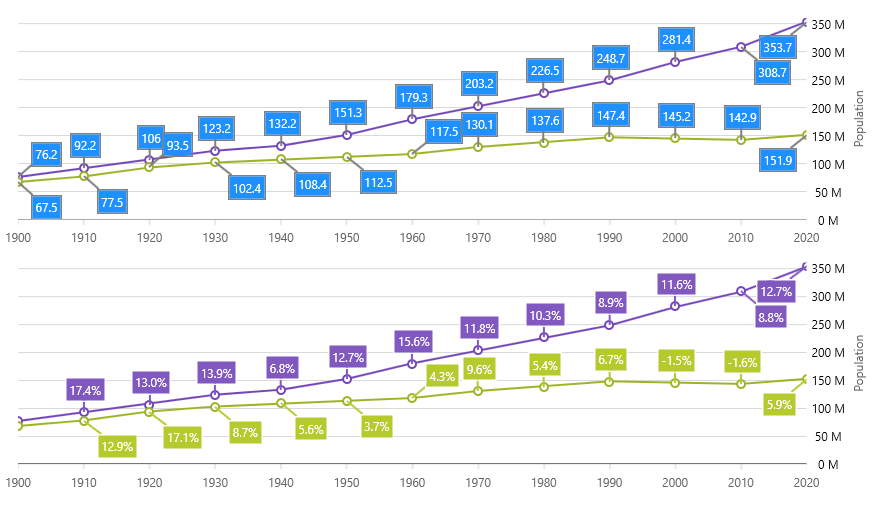 350 M
281.4
353.7
300 M
248.7
308.7
226.5
250 M
203.2
179.3
200 M
151.3
132.2
123.2
117.5
130.1
137.6
147.4
145.2
142.9
106
93.5
150 M
92.2
76.2
151.9
100 M
112.5
108.4
102.4
77.5
67.5
50 M
0 M
Population
1900 1910 1920 1930 1940 1950 1960 1970 1980 1990 2000 2010 2020
350 M
11.6%
12.7%
300 M
8.9%
8.8%
10.3%
250 M
11.8%
15.6%
12.7%
200 M
6.8%
13.9%
13.0%
17.4%
4.3%
9.6%
5.4%
6.7%
-1.5%
-1.6%
150 M
5.9%
100 M
3.7%
5.6%
8.7%
17.1%
12.9%
50 M
0 M
Population
1900 1910 1920 1930 1940 1950 1960 1970 1980 1990 2000 2010 2020